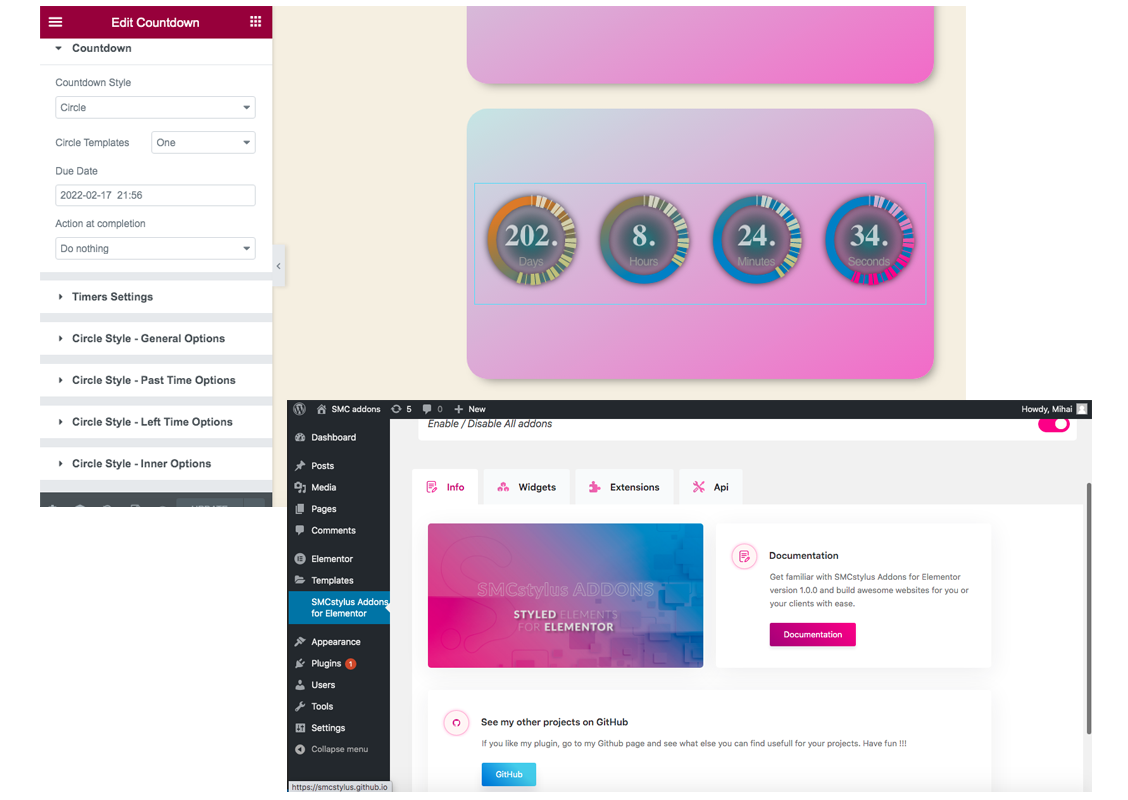 Edit Countdown
Countdown
Countdown Style
Circle
Circle Templates One
Due Date
2022-02-17 21:56
Action at completion
Do nothing
Timers Settings
Circle Style - General Options
Circle Style - Past Time Options
Circle Style - Left Time Options
Circle Style - Inner Options
202. 8. 24. 34.
Days Hours Minutes Seconds
SMC addons 5 0 New Howdy, Mihai
Dashboard
Posts
Media
Pages
Comments
Elementor
Templates
SMCstylus Addons
for Elementor
Appearance
Plugins 1
Users
Tools
Settings
Collapse menu
https://smcstylus.github.io
Enable / Disable All addons
Info Widgets Extensions Api
SMCstylus ADDONS
STYLED ELEMENTS
FOR ELEMENTOR
Documentation
Get familiar with SMCstylus Addons for Elementor
version 1.0.0 and build awesome websites for you or
your clients with ease.
Documentation
See my other projects on GitHub
If you like my plugin, go to my Github page and see what else you can find usefull for your projects. Have fun !!!
GitHub